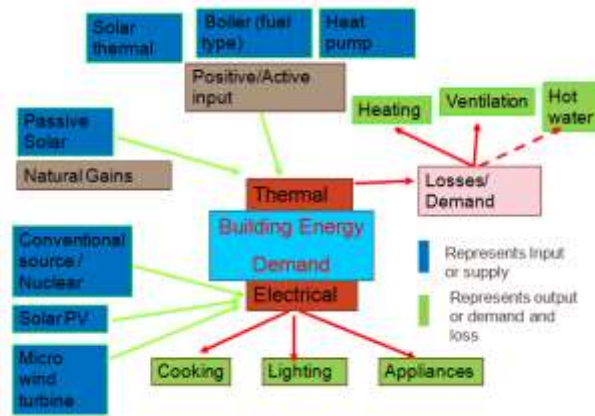 Solar
thermal
Boiler (fuel
type)
Heat
pump
Positive/Active
input
Heating
Ventilation
Hot
water
Passive
Solar
Natural Gains
Thermal
Losses/
Demand
Building Energy
Demand
Electrical
Conventional
source /
Nuclear
Solar PV
Micro
wind
turbine
Cooking
Lighting
Appliances
Represents Input
or supply
Represents output
or demand and
loss